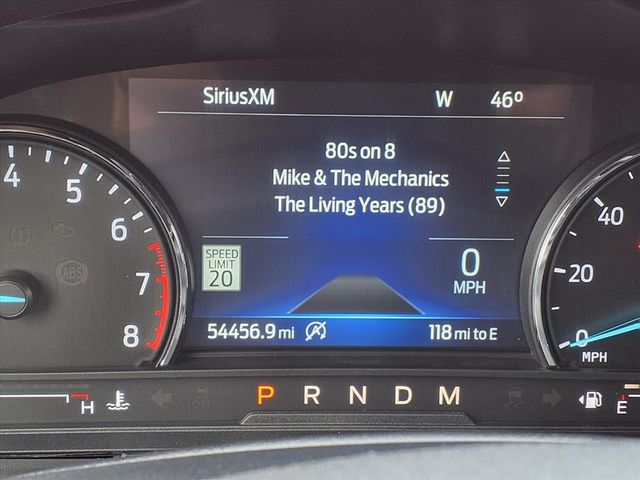 SiriusXM W 46°
80s on 8
Mike & The Mechanics
The Living Years (89)
SPEED
LIMIT
20
0
MPH
54456.9 mi 118 mi to E
4 5 6 7 8
ABS
40
20
0
MPH
H P R N D M E